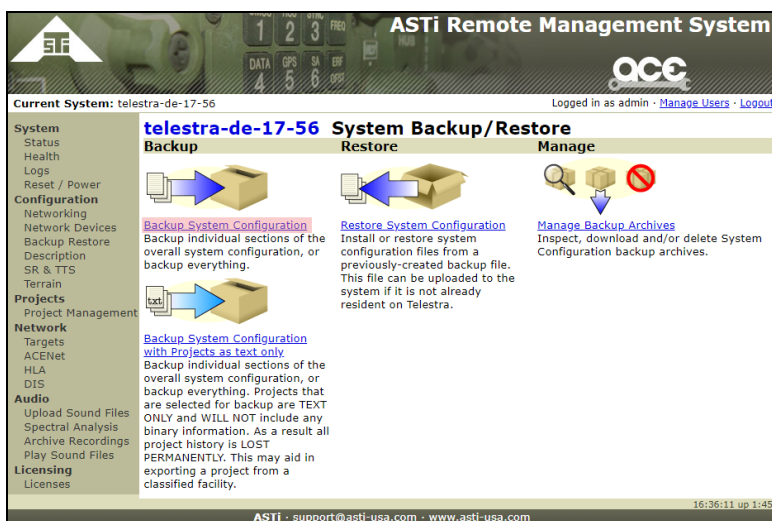 ASTi
ASTi Remote Management System
1 2 3 FREQ
DATA GPS SA ERF
4 5 6 OFST
ace
Current System: telestra-de-17-56
Logged in as admin · Manage Users · Logout
System
Status
Health
Logs
Reset / Power
Configuration
Networking
Network Devices
Backup Restore
Description
SR & TTS
Terrain
Projects
Project Management
Network
Targets
ACENet
HLA
DIS
Audio
Upload Sound Files
Spectral Analysis
Archive Recordings
Play Sound Files
Licensing
Licenses
telestra-de-17-56 System Backup/Restore
Backup
Backup System Configuration
Backup individual sections of the
overall system configuration, or
backup everything.
txt
Backup System Configuration
with Projects as text only
Backup individual sections of the
overall system configuration, or
backup everything. Projects that
are selected for backup are TEXT
ONLY and WILL NOT include any
binary information. As a result all
project history is LOST
PERMANENTLY. This may aid in
exporting a project from a
classified facility.
Restore
Restore System Configuration
Install or restore system
configuration files from a
previously-created backup file.
This file can be uploaded to the
system if it is not already
resident on Telestra.
Manage
Manage Backup Archives
Inspect, download and/or delete System
Configuration backup archives.
16:36:11 up 1:45
ASTi · support@asti-usa.com · www.asti-usa.com